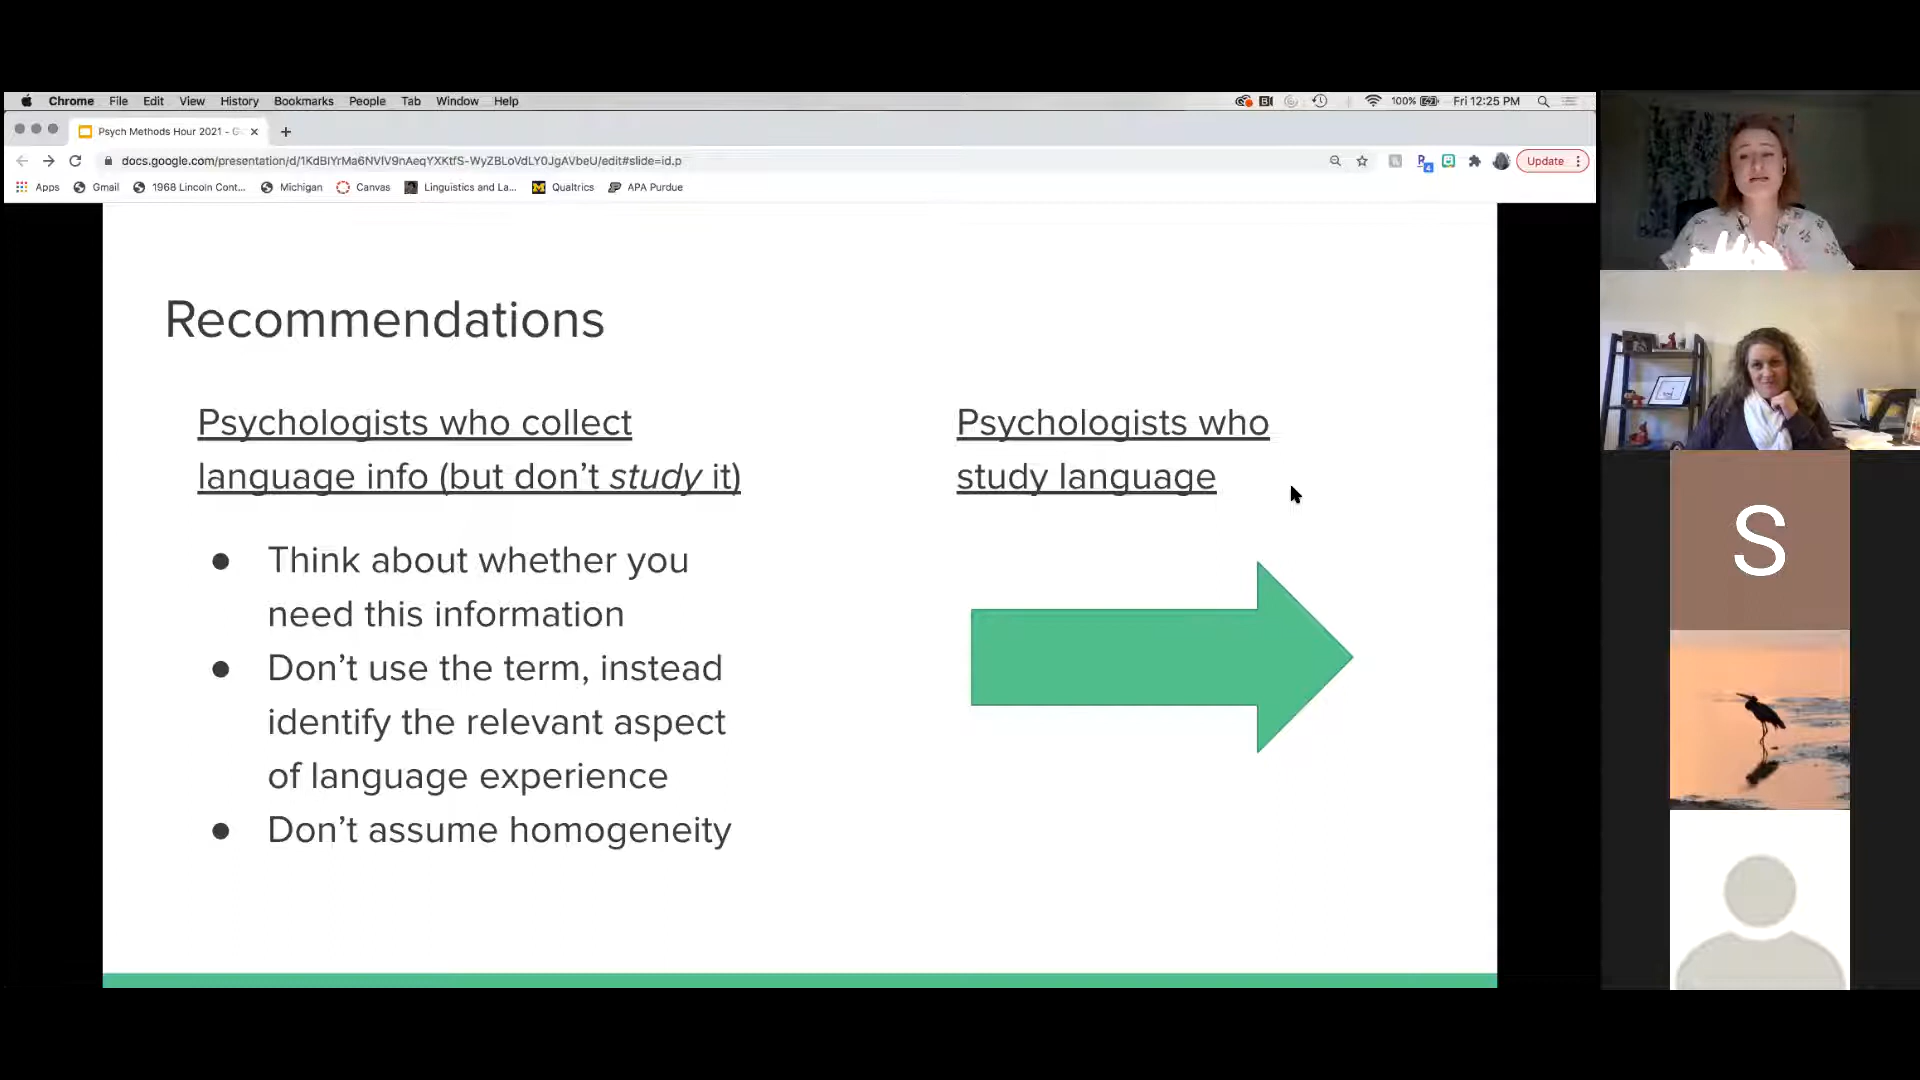 Chrome File Edit View History Bookmarks People Tab Window Help
100% Fri 12:25 PM
Psych Methods Hour 2021 - G
docs.google.com/presentation/d/1KdBIYrMa6NVlV9nAeqYXKtfS-WyZBLoVdLY0JgAVbeU/edit#slide=id.p
Update
Apps Gmail 1968 Lincoln Cont... Michigan Canvas Linguistics and La... Qualtrics APA Purdue
Recommendations
Psychologists who collect
language info (but don’t study it)
● Think about whether you
need this information
● Don’t use the term, instead
identify the relevant aspect
of language experience
● Don’t assume homogeneity
Psychologists who
study language
S